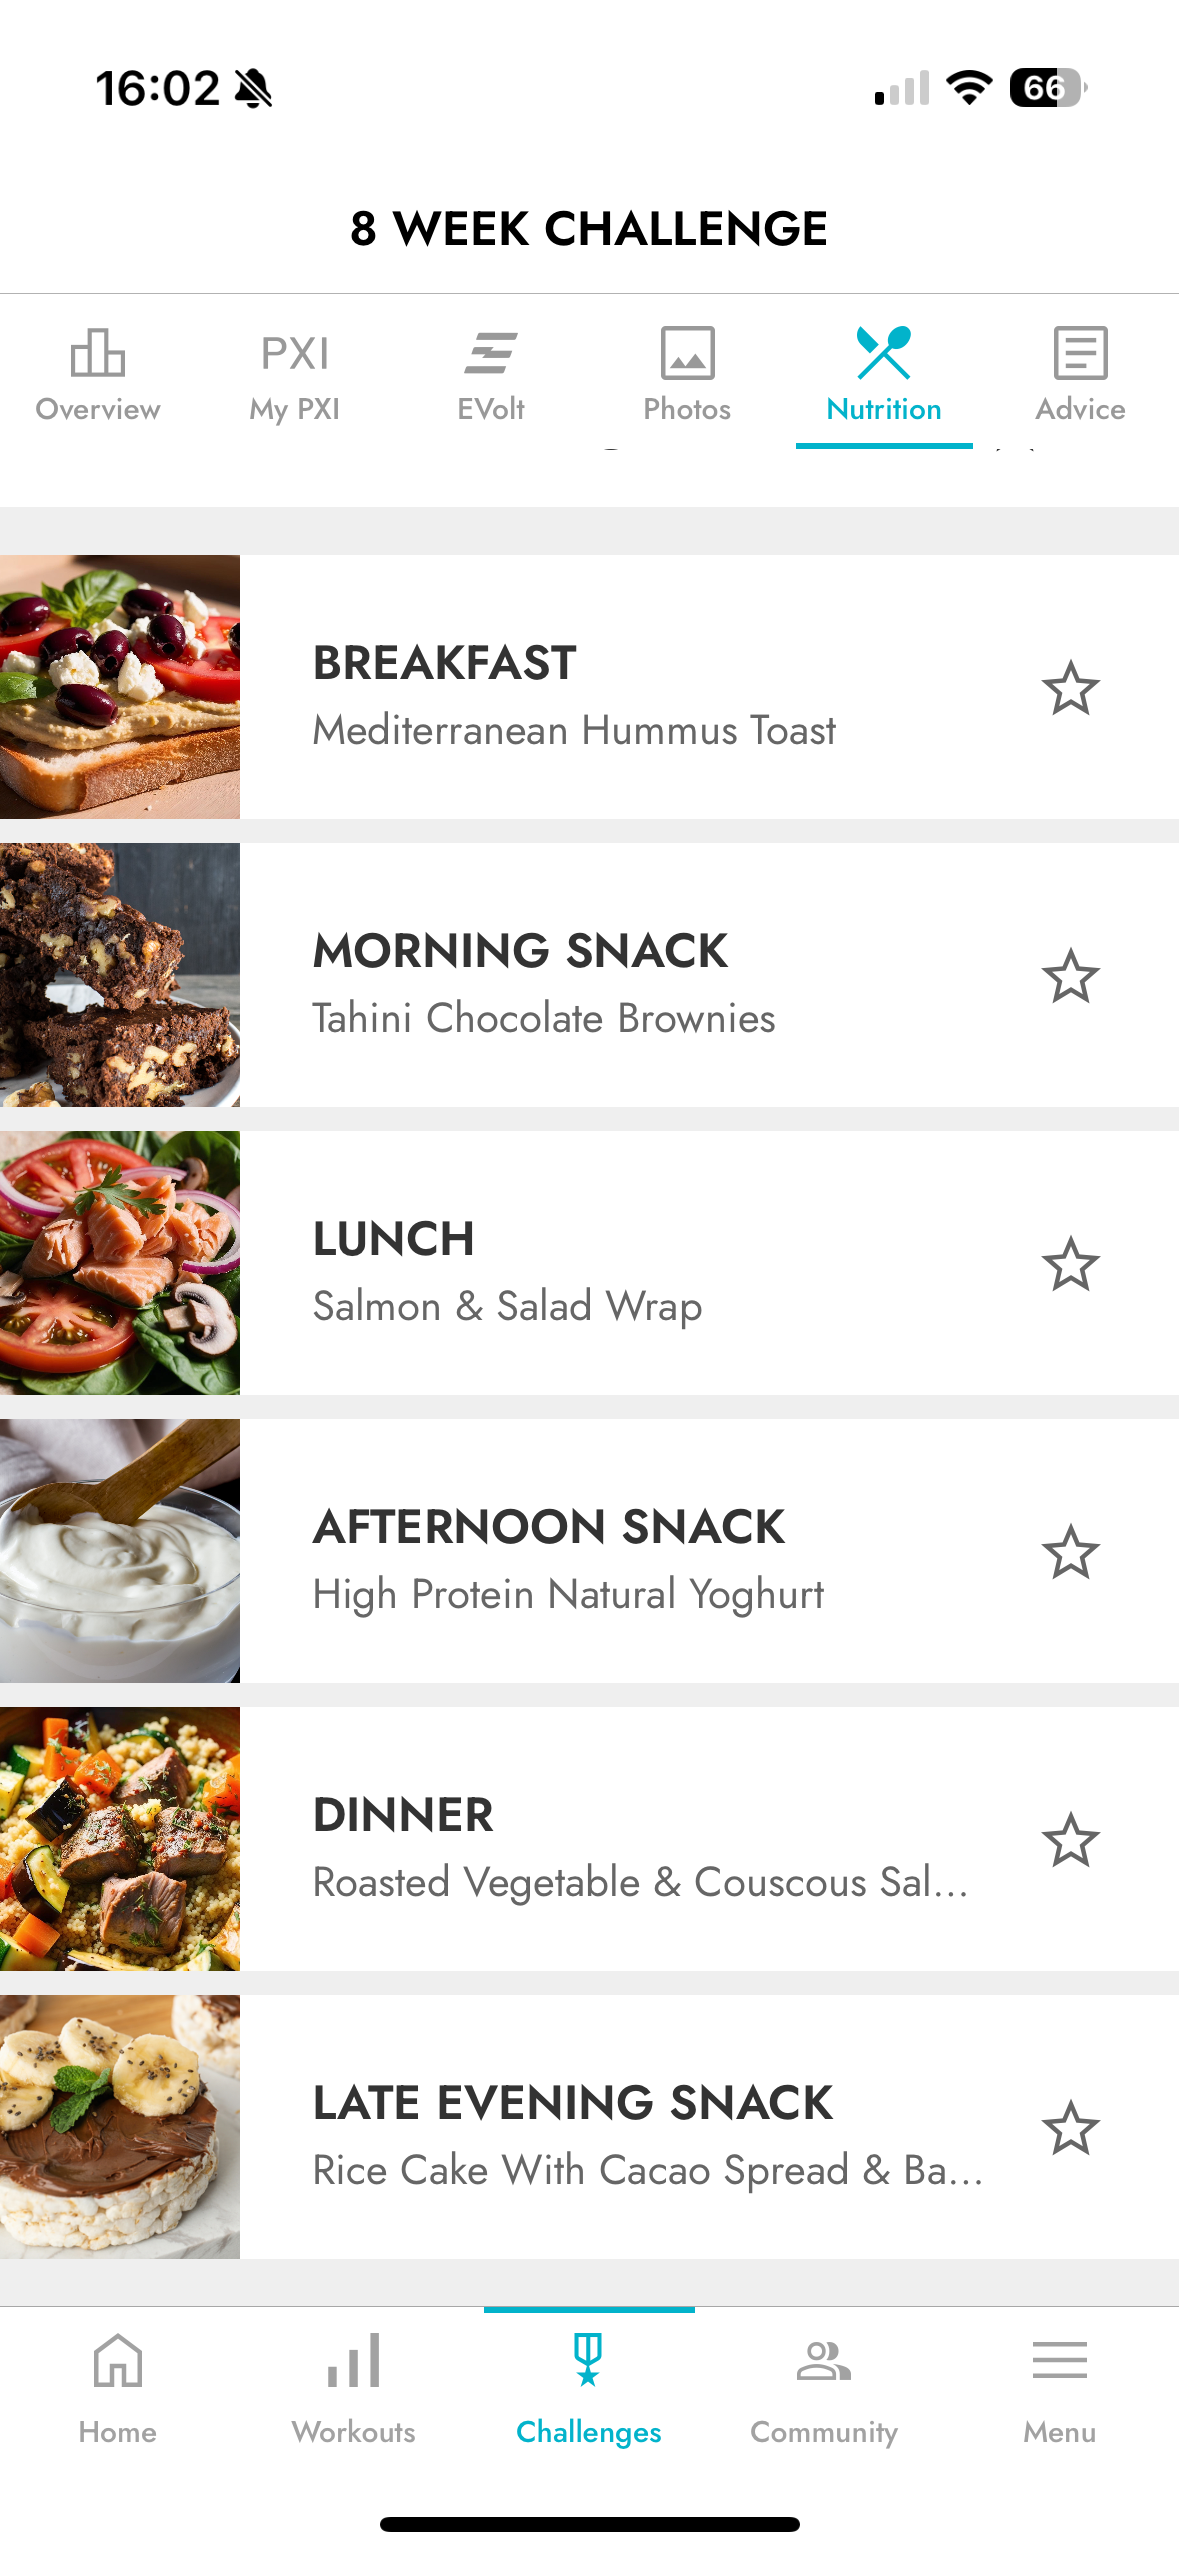 16:02
66
8 WEEK CHALLENGE
PXI
Overview
My PXI
EVolt
Photos
Nutrition
Advice
BREAKFAST
Mediterranean Hummus Toast
MORNING SNACK
Tahini Chocolate Brownies
LUNCH
Salmon & Salad Wrap
AFTERNOON SNACK
High Protein Natural Yoghurt
DINNER
Roasted Vegetable & Couscous Sal...
LATE EVENING SNACK
Rice Cake With Cacao Spread & Ba...
Home
Workouts
Challenges
Community
Menu